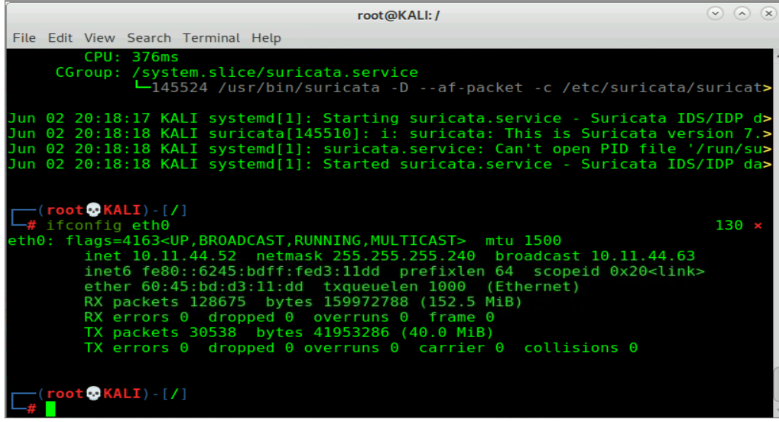 root@KALI: /
File Edit View Search Terminal Help
CPU: 376ms
CGroup: /system.slice/suricata.service
└─145524 /usr/bin/suricata -D --af-packet -c /etc/suricata/suricat>
Jun 02 20:18:17 KALI systemd[1]: Starting suricata.service - Suricata IDS/IDP d>
Jun 02 20:18:18 KALI suricata[145510]: i: suricata: This is Suricata version 7.>
Jun 02 20:18:18 KALI systemd[1]: suricata.service: Can't open PID file '/run/su>
Jun 02 20:18:18 KALI systemd[1]: Started suricata.service - Suricata IDS/IDP da>
┌──(root💀KALI)-[/]
└─# ifconfig eth0 130 ⨯
eth0: flags=4163<UP,BROADCAST,RUNNING,MULTICAST> mtu 1500
inet 10.11.44.52 netmask 255.255.255.240 broadcast 10.11.44.63
inet6 fe80::6245:bdff:fed3:11dd prefixlen 64 scopeid 0x20<link>
ether 60:45:bd:d3:11:dd txqueuelen 1000 (Ethernet)
RX packets 128675 bytes 159972788 (152.5 MiB)
RX errors 0 dropped 0 overruns 0 frame 0
TX packets 30538 bytes 41953286 (40.0 MiB)
TX errors 0 dropped 0 overruns 0 carrier 0 collisions 0
┌──(root💀KALI)-[/]
└─#